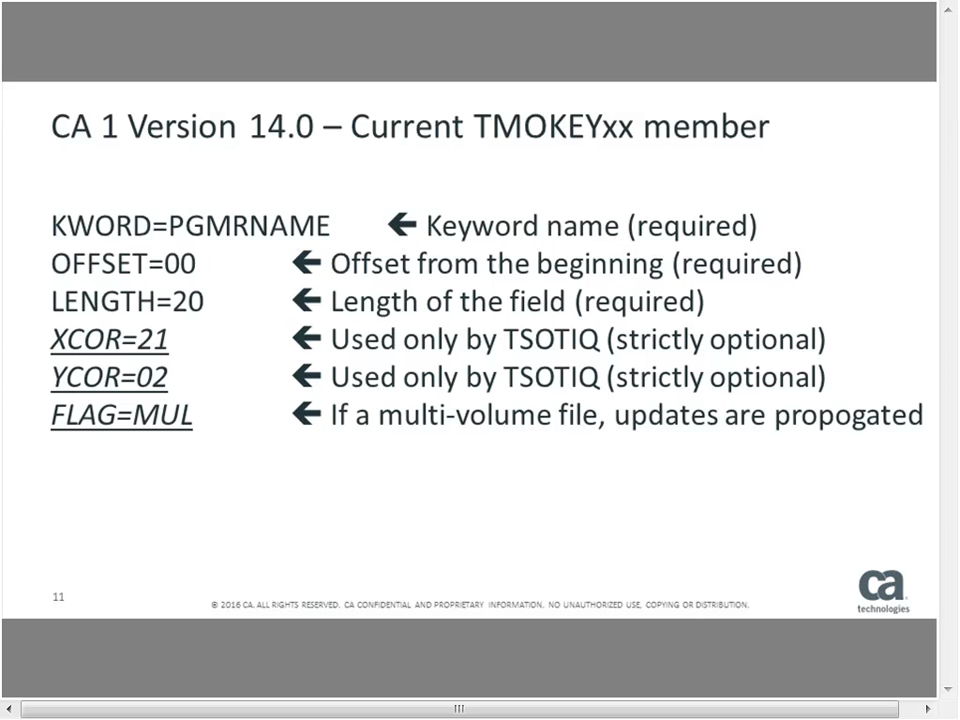 CA 1 Version 14.0 – Current TMOKEYxx member
KWORD=PGMRNAME 🡸 Keyword name (required)
OFFSET=00 🡸 Offset from the beginning (required)
LENGTH=20 🡸 Length of the field (required)
XCOR=21 🡸 Used only by TSOTIQ (strictly optional)
YCOR=02 🡸 Used only by TSOTIQ (strictly optional)
FLAG=MUL 🡸 If a multi-volume file, updates are propogated
11
© 2016 CA. ALL RIGHTS RESERVED. CA CONFIDENTIAL AND PROPRIETARY INFORMATION. NO UNAUTHORIZED USE, COPYING OR DISTRIBUTION.
ca
technologies